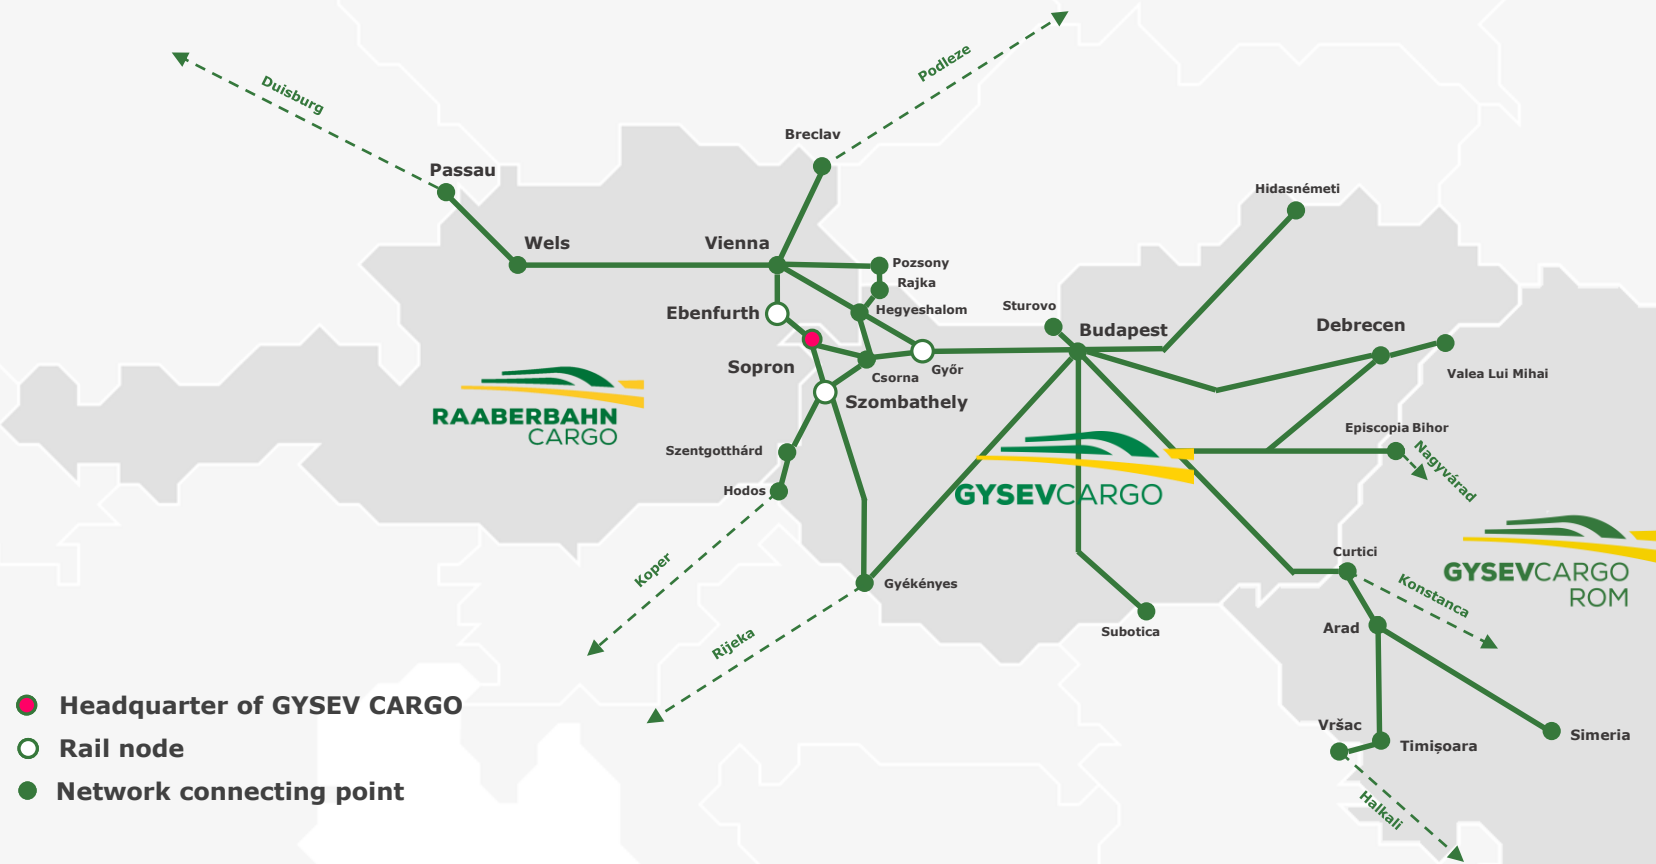 Podleze
Duisburg
Breclav
Passau
Hidasnémeti
Wels
Vienna
Pozsony
Rajka
Ebenfurth
Hegyeshalom
Sturovo
Budapest
Debrecen
Sopron
Csorna
Győr
Valea Lui Mihai
Szombathely
RAABERBAHN
CARGO
Episcopia Bihor
Nagyvárad
Szentgotthárd
Hodos
GYSEVCARGO
Koper
Gyékényes
Curtici
Konstanca
GYSEVCARGO
ROM
Rijeka
Subotica
Arad
Headquarter of GYSEV CARGO
Rail node
Network connecting point
Vršac
Timișoara
Simeria
Halkali